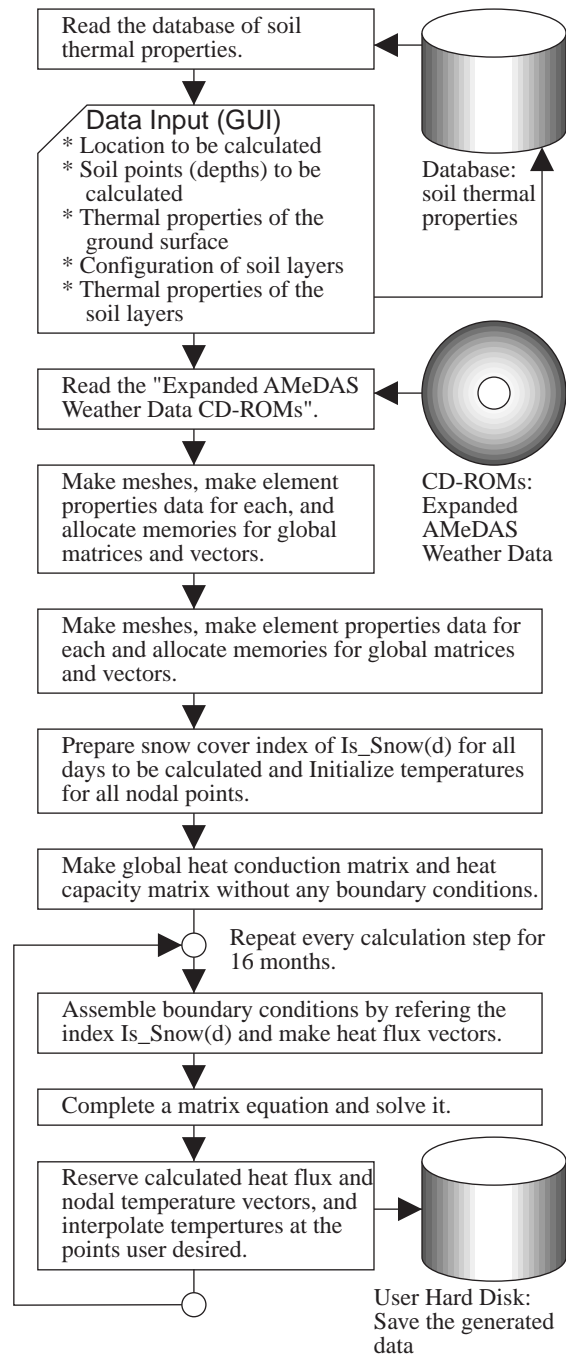 Read the database of soil
thermal properties.
Data Input (GUI)
* Location to be calculated
* Soil points (depths) to be
calculated
* Thermal properties of the
ground surface
* Configuration of soil layers
* Thermal properties of the
soil layers
Database:
soil thermal
properties
Read the "Expanded AMeDAS
Weather Data CD-ROMs".
CD-ROMs:
Expanded
AMeDAS
Weather Data
Make meshes, make element
properties data for each, and
allocate memories for global
matrices and vectors.
Make meshes, make element properties data for
each and allocate memories for global matrices
and vectors.
Prepare snow cover index of Is_Snow(d) for all
days to be calculated and Initialize temperatures
for all nodal points.
Make global heat conduction matrix and heat
capacity matrix without any boundary conditions.
Repeat every calculation step for
16 months.
Assemble boundary conditions by refering the
index Is_Snow(d) and make heat flux vectors.
Complete a matrix equation and solve it.
Reserve calculated heat flux and
nodal temperature vectors, and
interpolate tempertures at the
points user desired.
User Hard Disk:
Save the generated
data